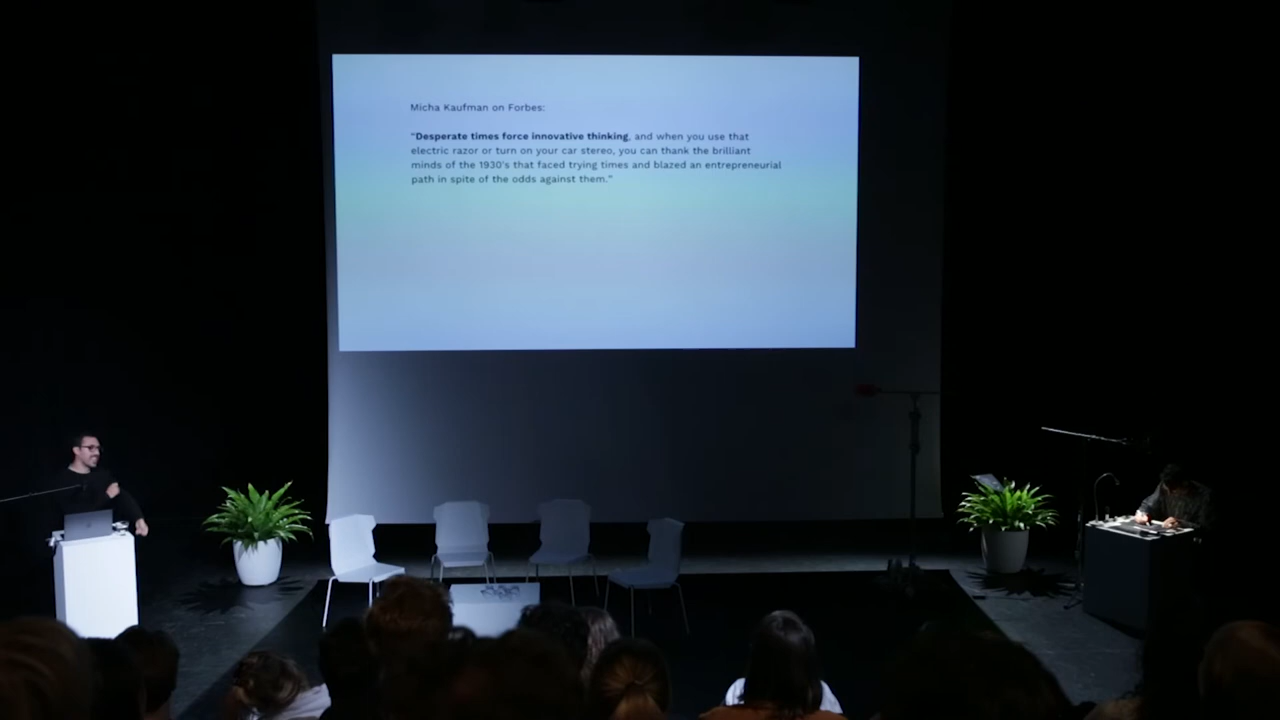 Micha Kaufman on Forbes:
"Desperate times force innovative thinking, and when you use that
electric razor or turn on your car stereo, you can thank the brilliant
minds of the 1930's that faced trying times and blazed an entrepreneurial
path in spite of the odds against them."